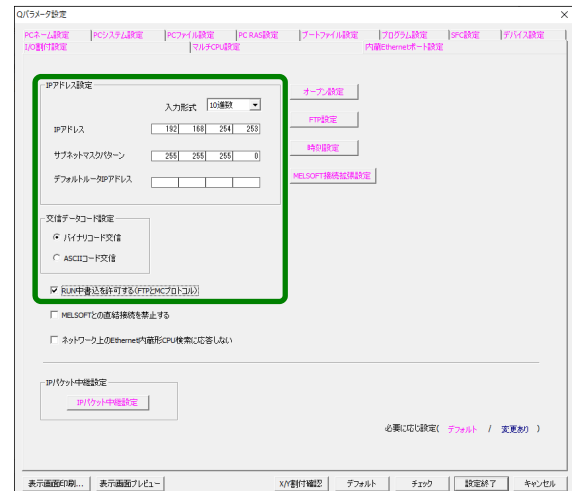 Qパラメータ設定
PCネーム設定 PCシステム設定 PCファイル設定 PC RAS設定 ブートファイル設定 プログラム設定 SFC設定 デバイス設定
I/O割付設定 マルチCPU設定 内蔵Ethernetポート設定
IPアドレス設定
入力形式 10進数
IPアドレス 192 168 254 253
サブネットマスクパターン 255 255 255 0
デフォルトルータIPアドレス
オープン設定
FTP設定
時刻設定
MELSOFT接続拡張設定
交信データコード設定
バイナリコード交信
ASCIIコード交信
RUN中書込を許可する(FTPとMCプロトコル)
MELSOFTとの直結接続を禁止する
ネットワーク上のEthernet内蔵形CPU検索に応答しない
IPパケット中継設定
IPパケット中継設定
必要に応じ設定( デフォルト / 変更あり )
表示画面印刷... 表示画面プレビュー X/Y割付確認 デフォルト チェック 設定終了 キャンセル